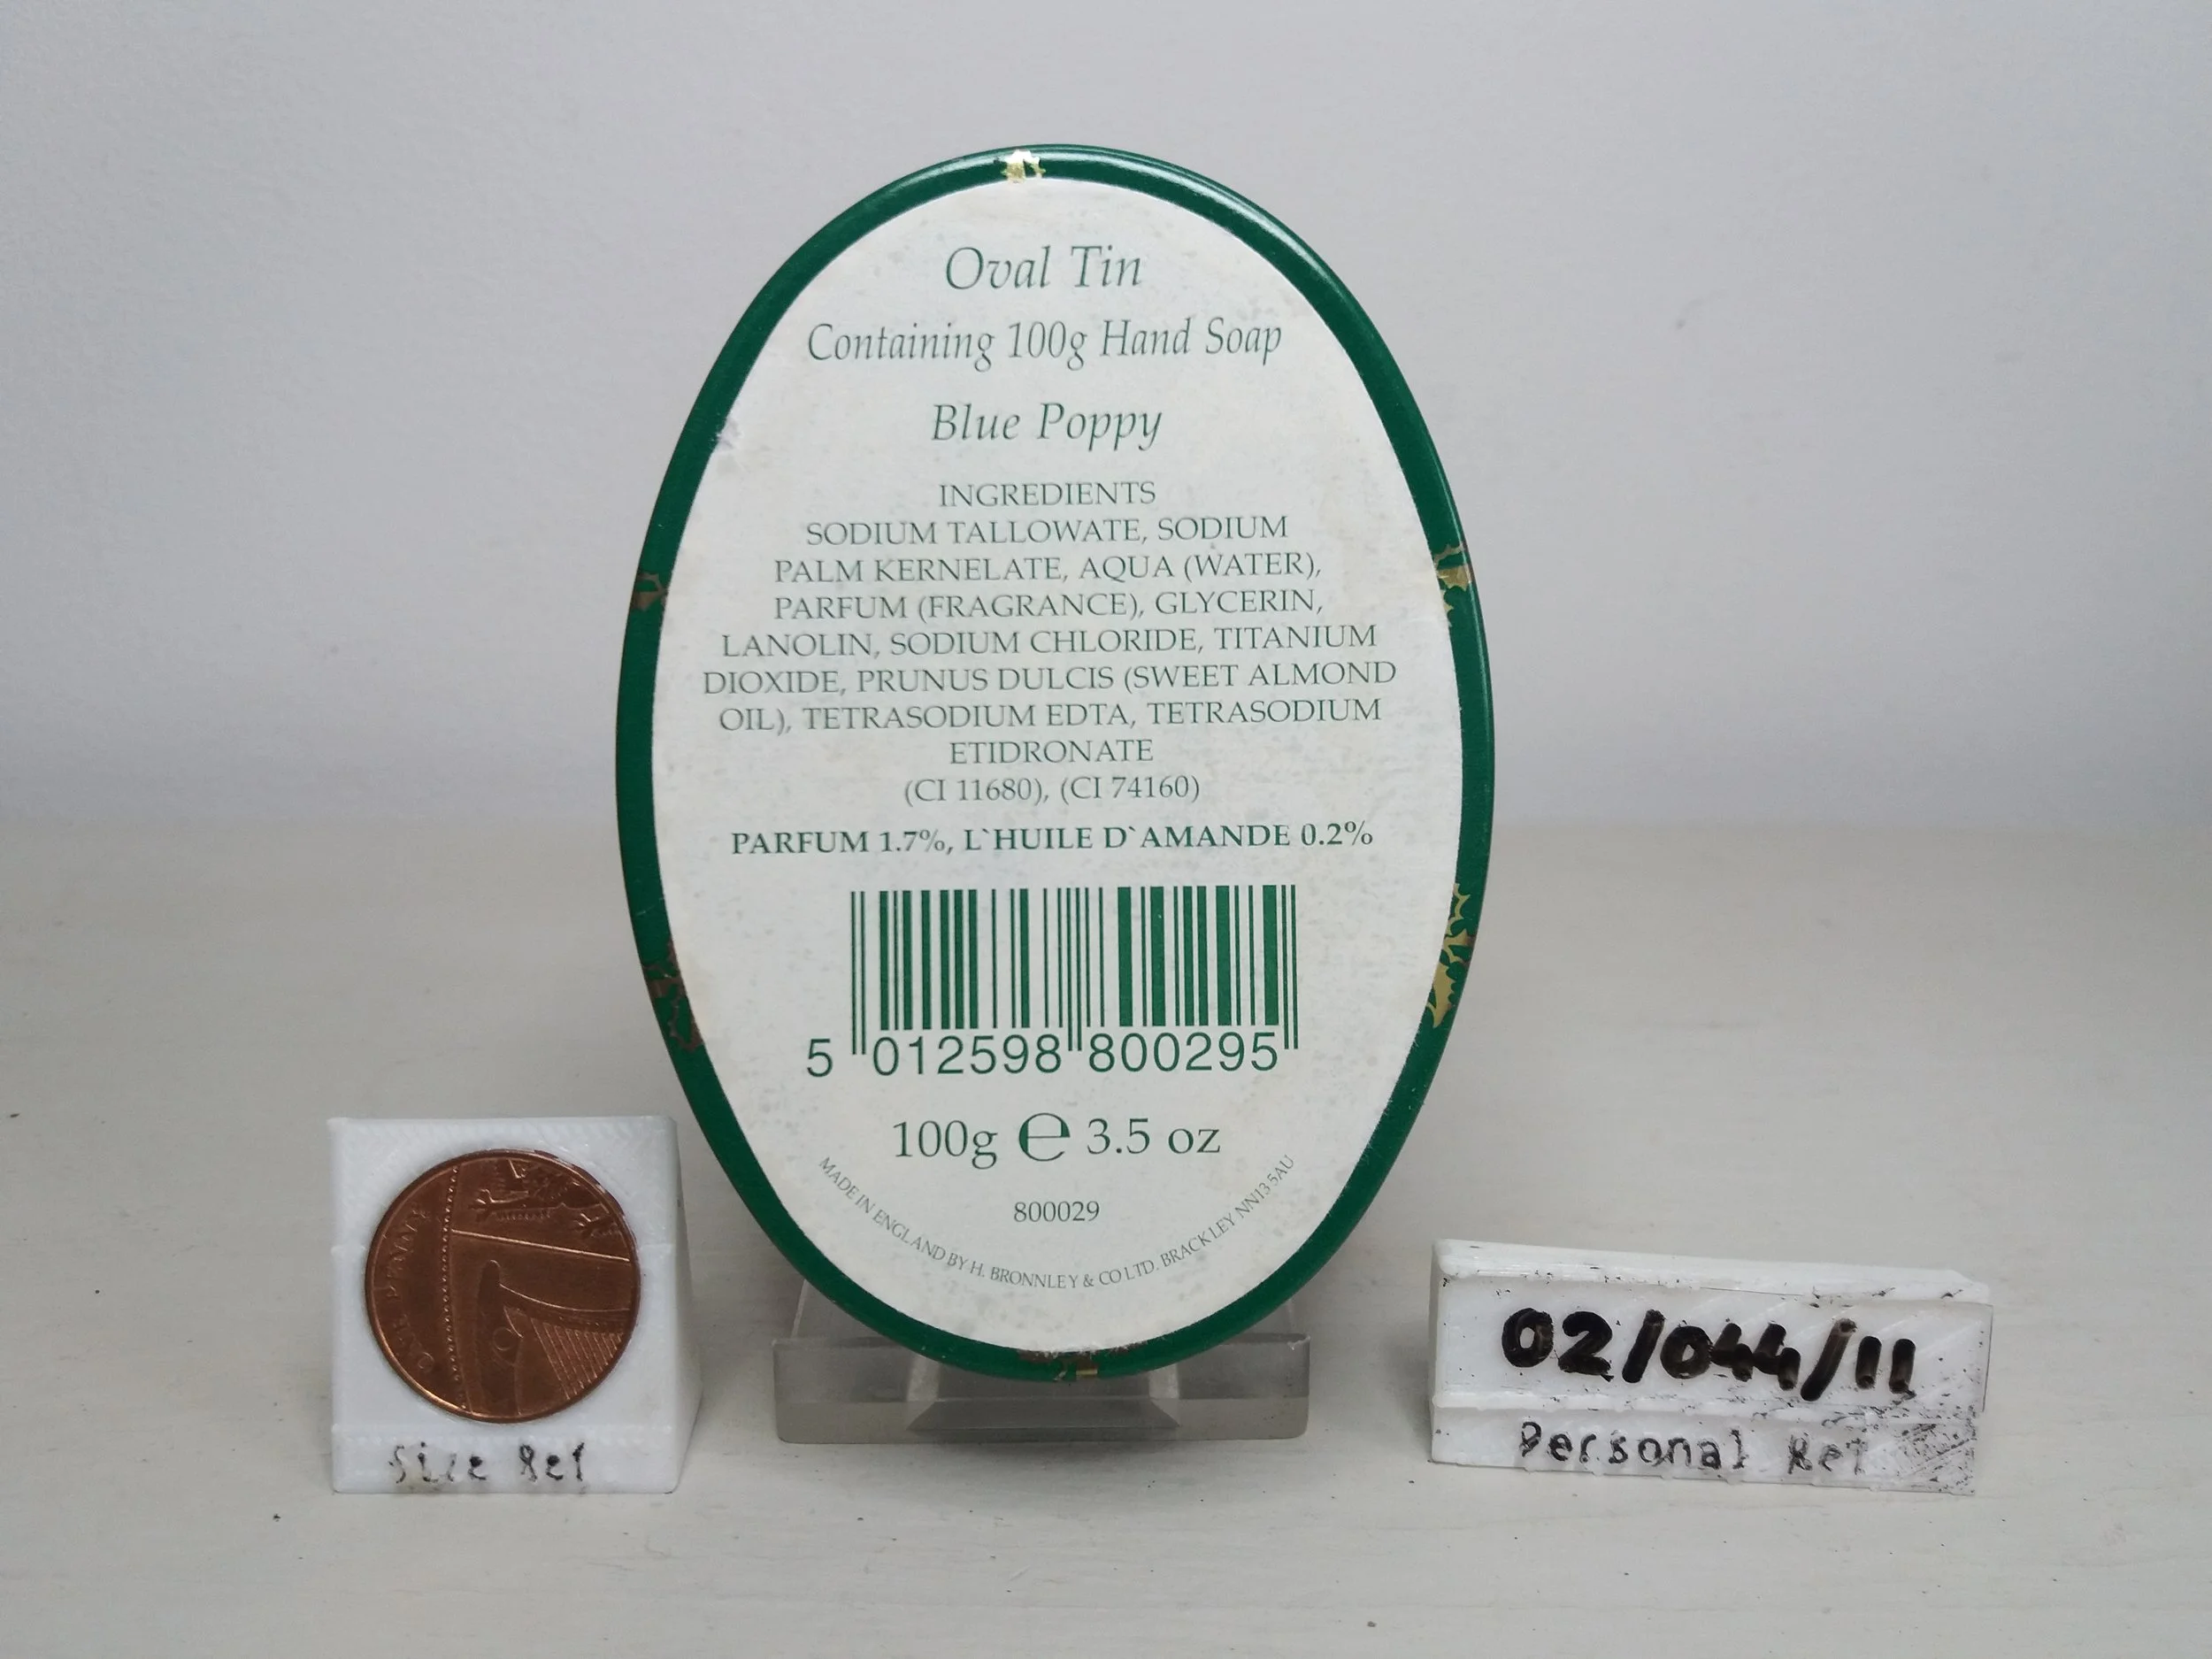 Oval Tin
Containing 100g Hand Soap
Blue Poppy
INGREDIENTS
SODIUM TALLOWATE, SODIUM
PALM KERNELATE, AQUA (WATER),
PARFUM (FRAGRANCE), GLYCERIN,
LANOLIN, SODIUM CHLORIDE, TITANIUM
DIOXIDE, PRUNUS DULCIS (SWEET ALMOND
OIL), TETRASODIUM EDTA, TETRASODIUM
ETIDRONATE
(CI 11680), (CI 74160)
PARFUM 1.7%, L`HUILE D`AMANDE 0.2%
5 012598 800295
100g ℮ 3.5 oz
800029
MADE IN ENGLAND BY H. BRONNLEY & CO LTD. BRACKLEY NN13 5AU
ONE PENNY
Size Ref
02/044/11
Personal Ref